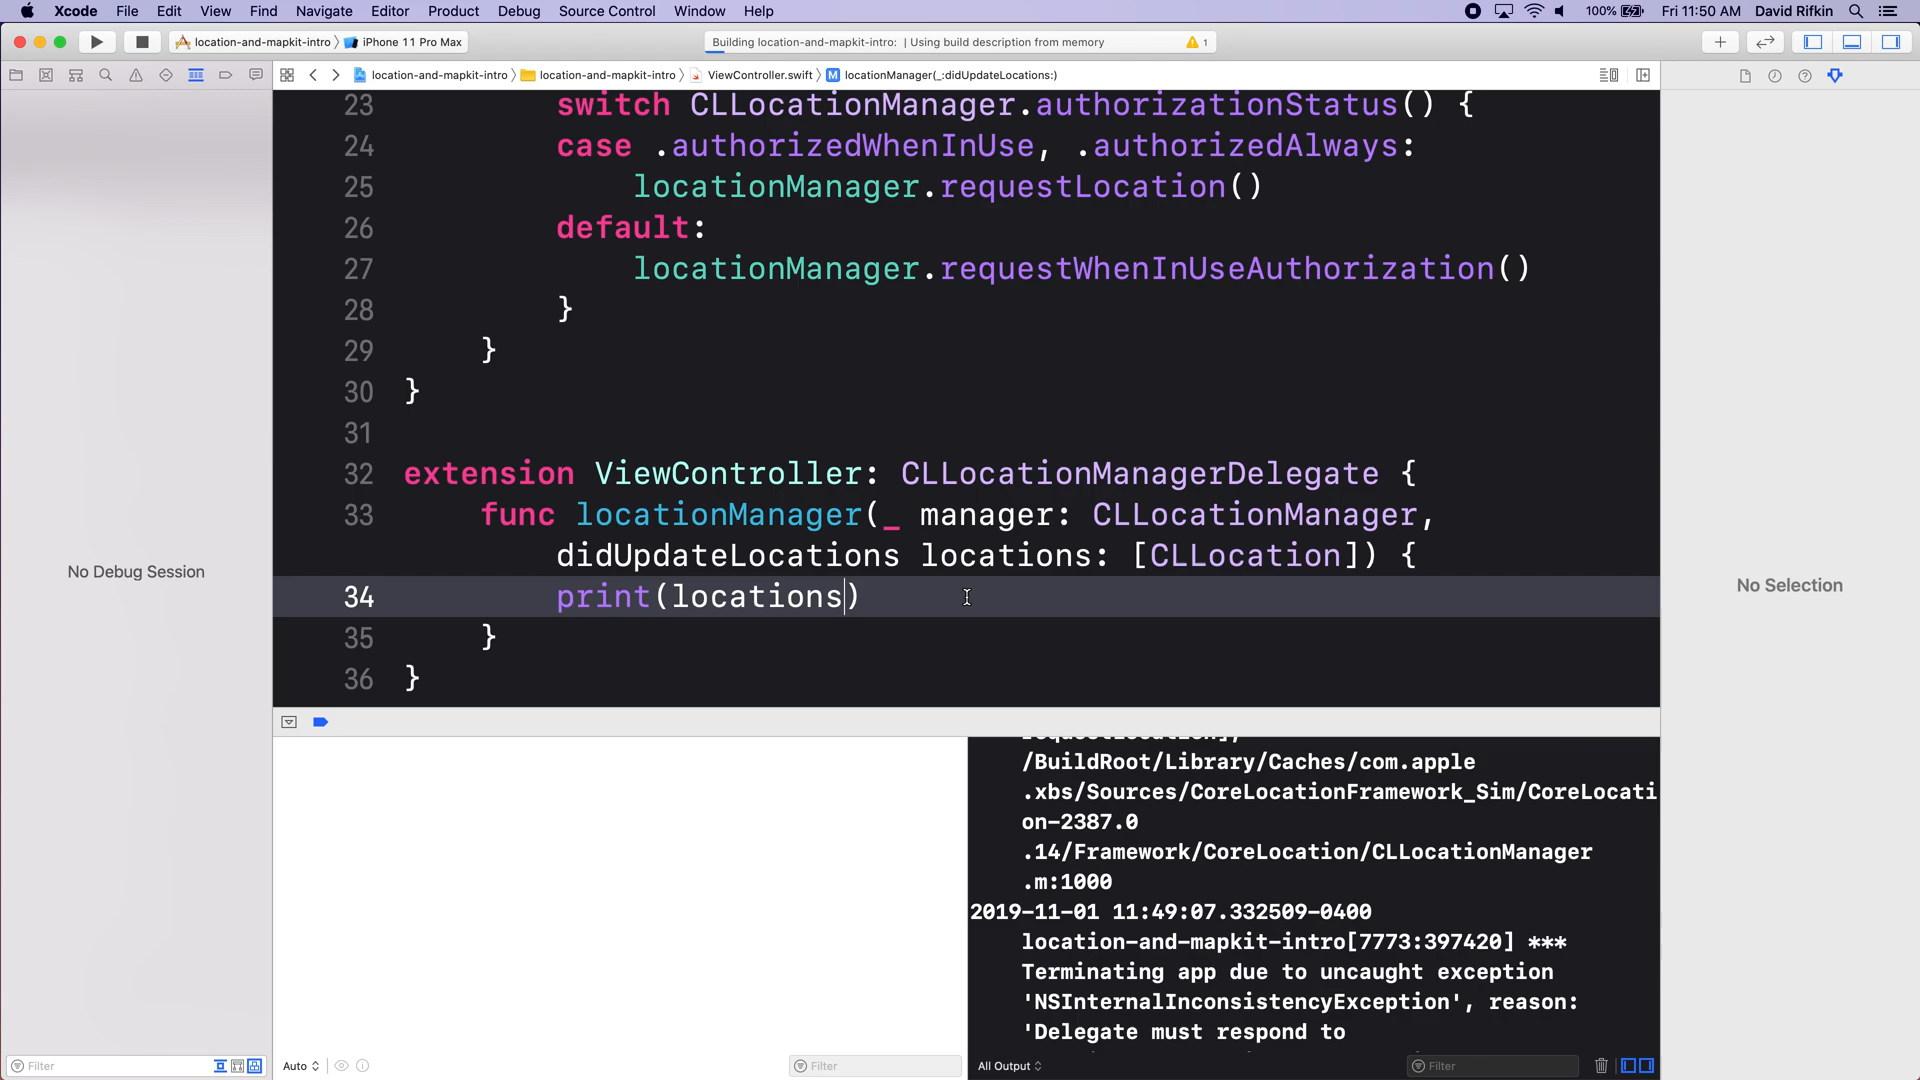 Xcode File Edit View Find Navigate Editor Product Debug Source Control Window Help 100% Fri 11:50 AM David Rifkin
location-and-mapkit-intro iPhone 11 Pro Max Building location-and-mapkit-intro: | Using build description from memory 1
location-and-mapkit-intro location-and-mapkit-intro ViewController.swift M locationManager(_:didUpdateLocations:)
23 switch CLLocationManager.authorizationStatus() {
24 case .authorizedWhenInUse, .authorizedAlways:
25 locationManager.requestLocation()
26 default:
27 locationManager.requestWhenInUseAuthorization()
28 }
29 }
30 }
31
32 extension ViewController: CLLocationManagerDelegate {
33 func locationManager(_ manager: CLLocationManager,
didUpdateLocations locations: [CLLocation]) {
34 print(locations)
35 }
36 }
No Debug Session
No Selection
/BuildRoot/Library/Caches/com.apple
.xbs/Sources/CoreLocationFramework_Sim/CoreLocati
on-2387.0
.14/Framework/CoreLocation/CLLocationManager
.m:1000
2019-11-01 11:49:07.332509-0400
location-and-mapkit-intro[7773:397420] ***
Terminating app due to uncaught exception
'NSInternalInconsistencyException', reason:
'Delegate must respond to
Filter Auto Filter All Output Filter